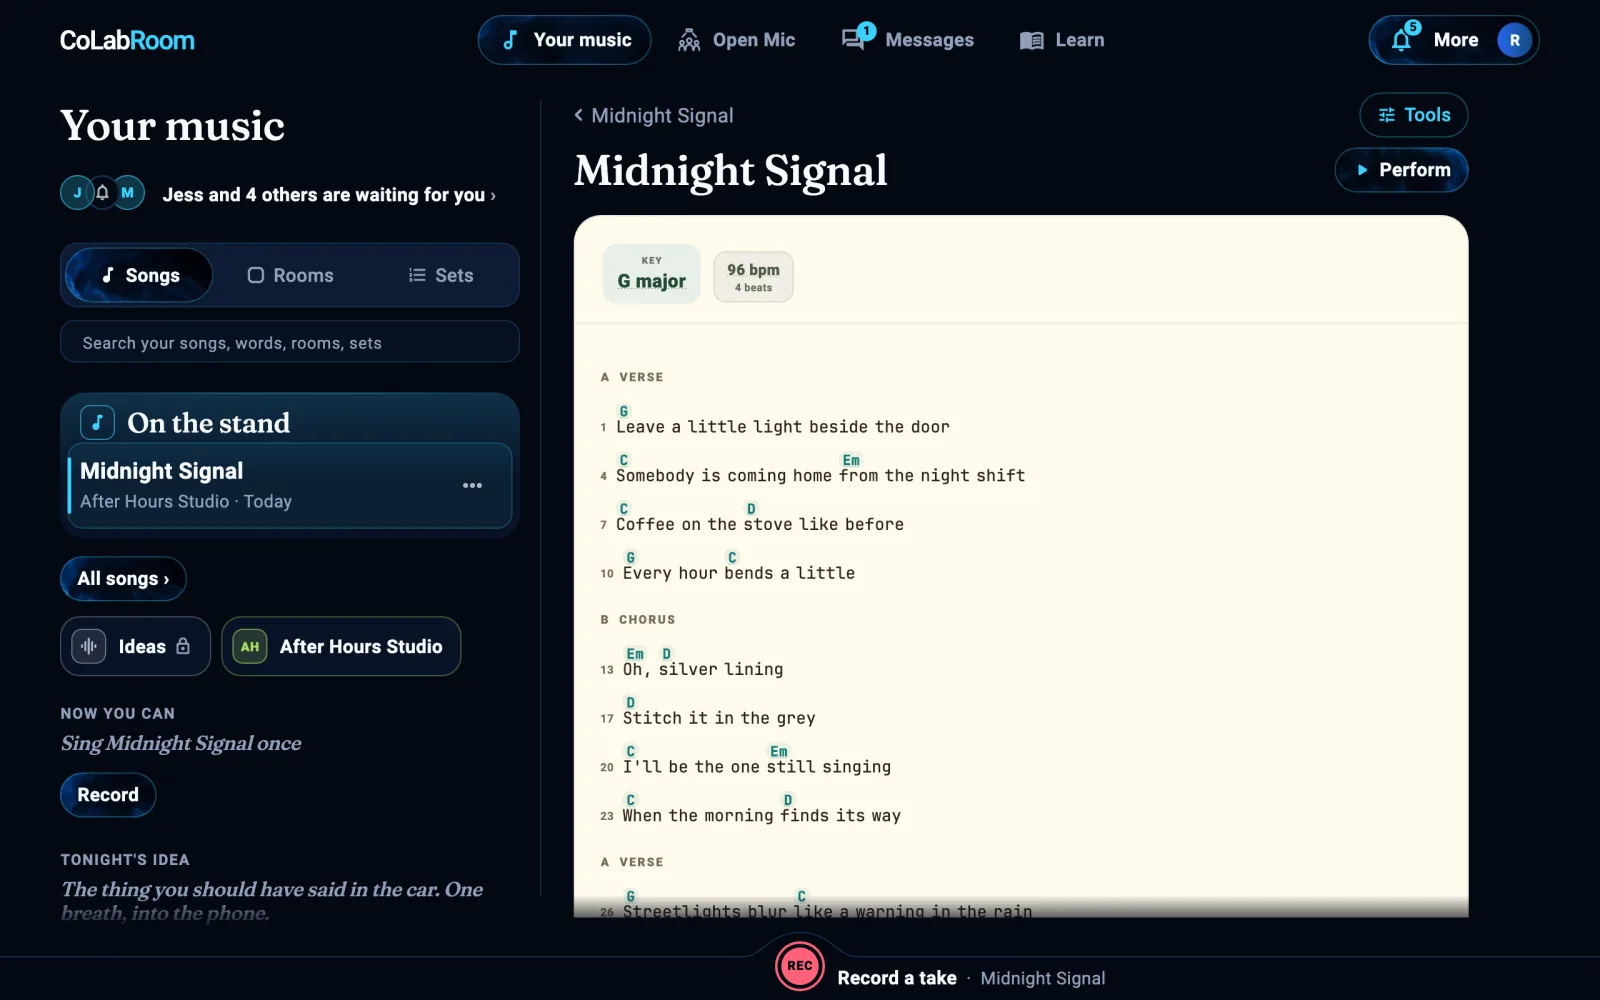 CoLabRoom
Your music
Open Mic
1
Messages
Learn
5
More
R
Your music
J
M
Jess and 4 others are waiting for you ›
Songs
Rooms
Sets
Search your songs, words, rooms, sets
On the stand
Midnight Signal
After Hours Studio · Today
All songs ›
Ideas
AH
After Hours Studio
NOW YOU CAN
Sing Midnight Signal once
Record
TONIGHT'S IDEA
The thing you should have said in the car. One
breath, into the phone.
‹ Midnight Signal
Tools
Midnight Signal
Perform
KEY
G major
96 bpm
4 beats
A VERSE
G
1 Leave a little light beside the door
C Em
4 Somebody is coming home from the night shift
C D
7 Coffee on the stove like before
G C
10 Every hour bends a little
B CHORUS
Em D
13 Oh, silver lining
D
17 Stitch it in the grey
C Em
20 I'll be the one still singing
C D
23 When the morning finds its way
A VERSE
G C
26 Streetlights blur like a warning in the rain
REC
Record a take · Midnight Signal